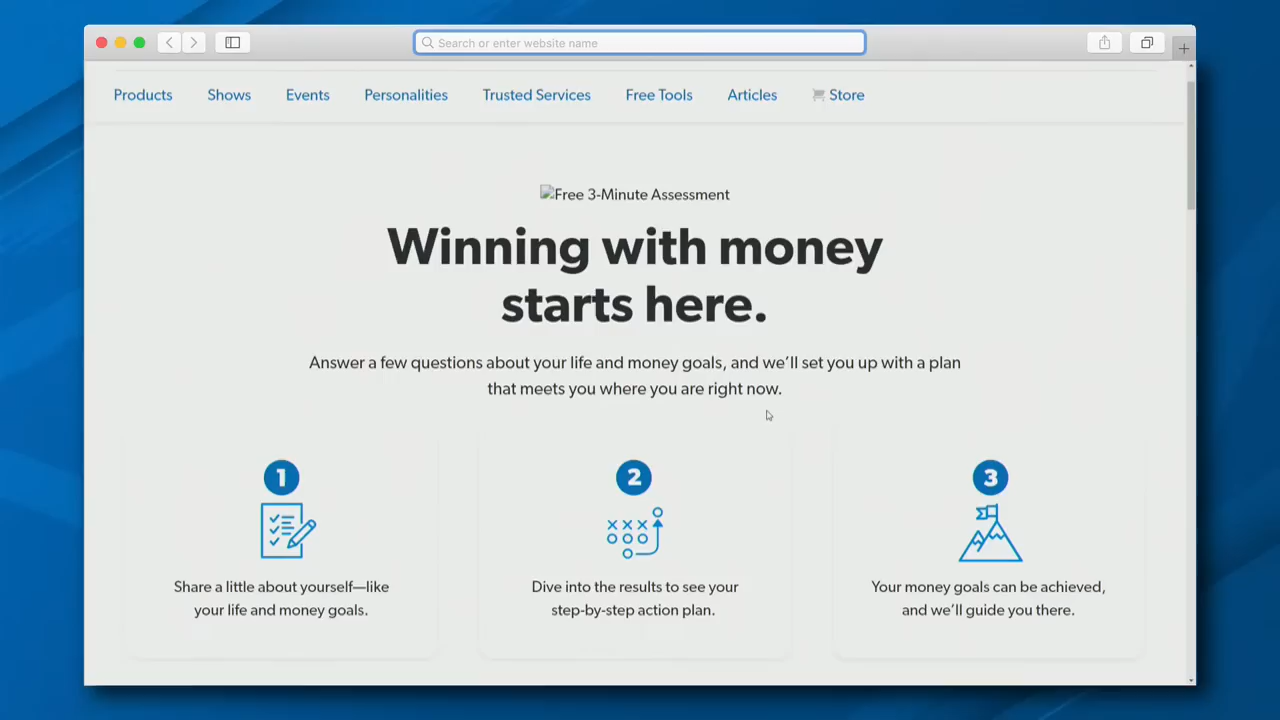 Search or enter website name
Products Shows Events Personalities Trusted Services Free Tools Articles Store
Free 3-Minute Assessment
Winning with money
starts here.
Answer a few questions about your life and money goals, and we’ll set you up with a plan
that meets you where you are right now.
1
Share a little about yourself—like
your life and money goals.
2
Dive into the results to see your
step-by-step action plan.
3
Your money goals can be achieved,
and we’ll guide you there.